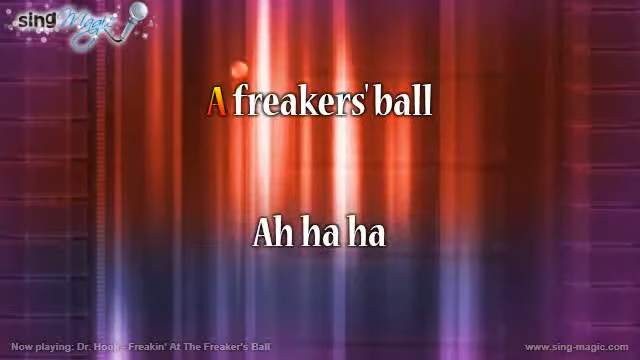 sing Magic
A freakers' ball
Ah ha ha
Now playing: Dr. Hook - Freakin' At The Freaker's Ball
www.sing-magic.com